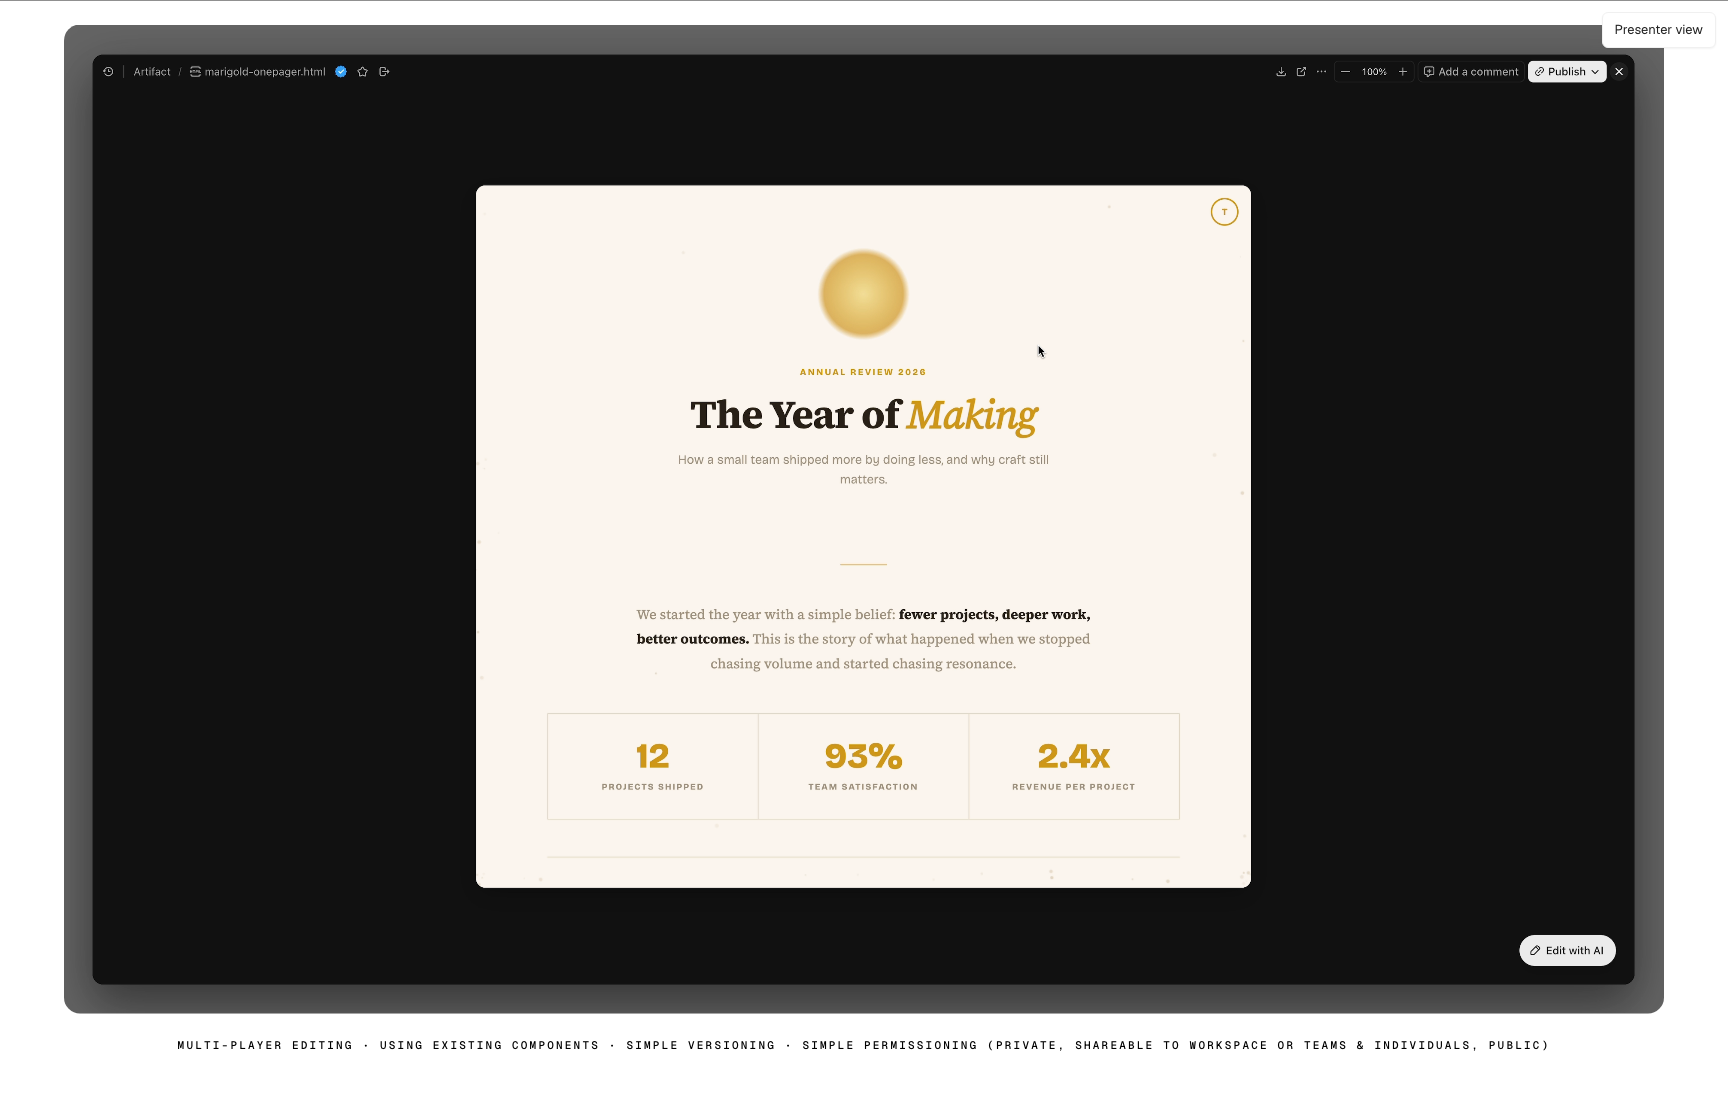 Presenter view
Artifact / marigold-onepager.html
100%
Add a comment
Publish
T
ANNUAL REVIEW 2026
The Year of Making
How a small team shipped more by doing less, and why craft still
matters.
We started the year with a simple belief: fewer projects, deeper work,
better outcomes. This is the story of what happened when we stopped
chasing volume and started chasing resonance.
12
PROJECTS SHIPPED
93%
TEAM SATISFACTION
2.4x
REVENUE PER PROJECT
Edit with AI
MULTI-PLAYER EDITING · USING EXISTING COMPONENTS · SIMPLE VERSIONING · SIMPLE PERMISSIONING (PRIVATE, SHAREABLE TO WORKSPACE OR TEAMS & INDIVIDUALS, PUBLIC)